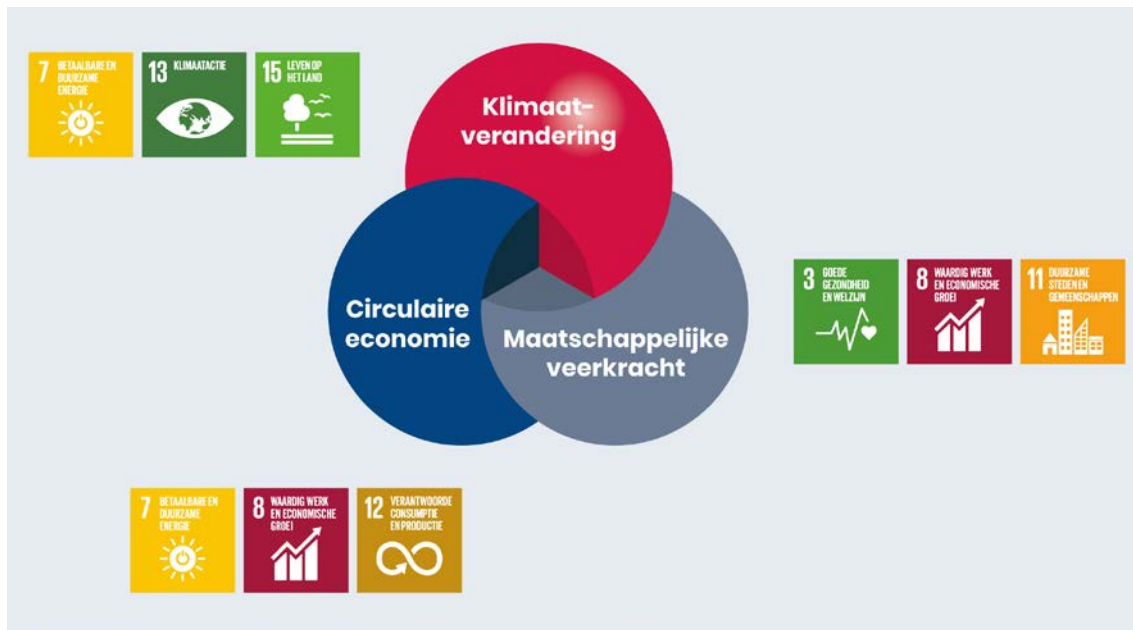 7 BETAALBARE EN
DUURZAME
ENERGIE
13 KLIMAATACTIE
15 LEVEN OP
HET LAND
Klimaat-
verandering
Circulaire
economie
Maatschappelijke
veerkracht
3 GOEDE
GEZONDHEID
EN WELZIJN
8 WAARDIG WERK
EN ECONOMISCHE
GROEI
11 DUURZAME
STEDEN EN
GEMEENSCHAPPEN
7 BETAALBARE EN
DUURZAME
ENERGIE
8 WAARDIG WERK
EN ECONOMISCHE
GROEI
12 VERANTWOORDE
CONSUMPTIE
EN PRODUCTIE